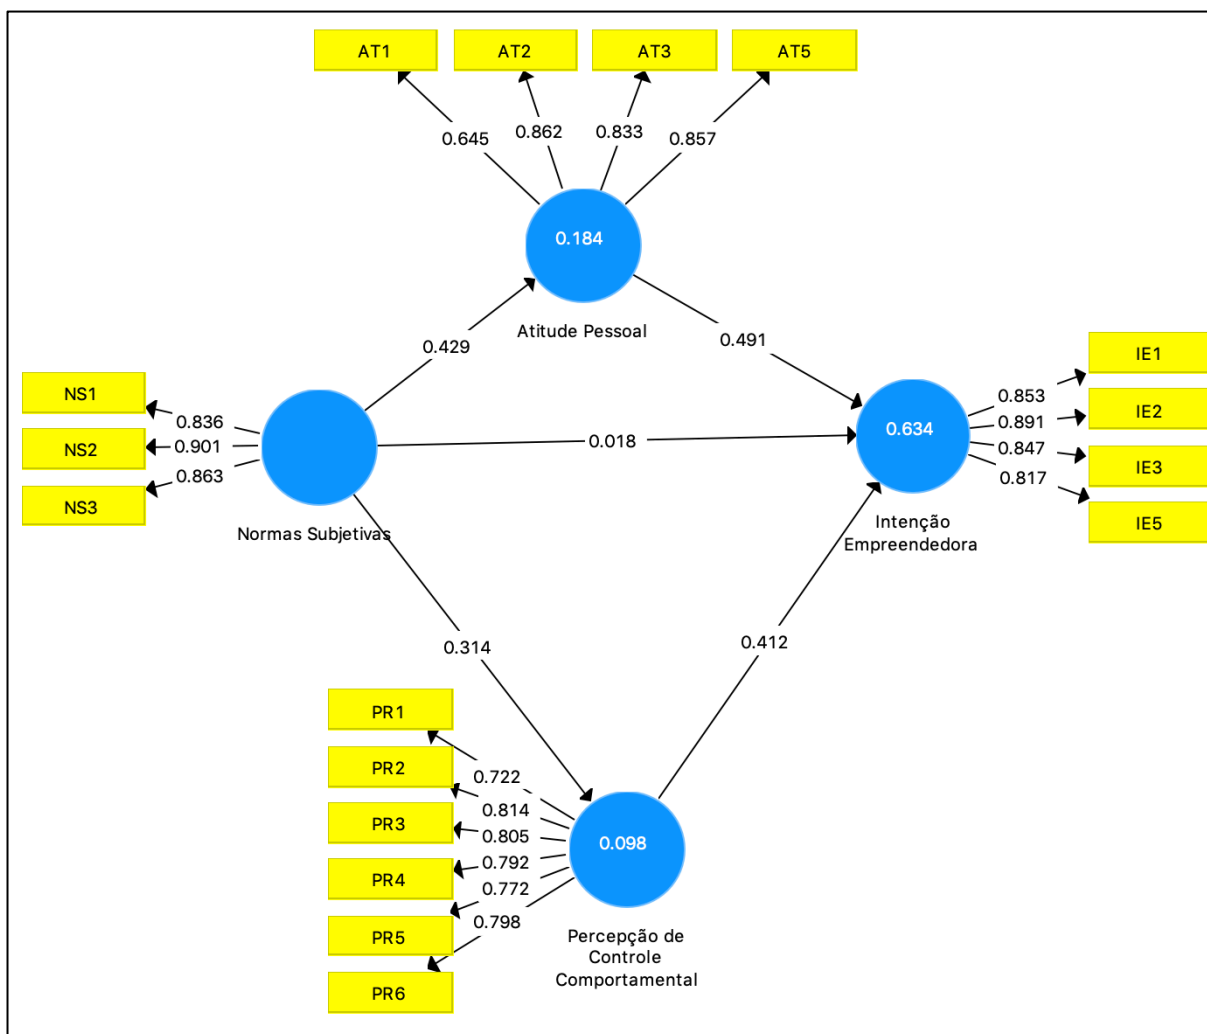 AT1 AT2 AT3 AT5
0.645 0.862 0.833 0.857
0.184
Atitude Pessoal
0.429 0.491
NS1
NS2
NS3
0.836
0.901
0.863
Normas Subjetivas
0.018
0.634
Intenção
Empreendedora
0.853
0.891
0.847
0.817
IE1
IE2
IE3
IE5
0.314 0.412
PR1
PR2
PR3
PR4
PR5
PR6
0.722
0.814
0.805
0.792
0.772
0.798
0.098
Percepção de
Controle
Comportamental